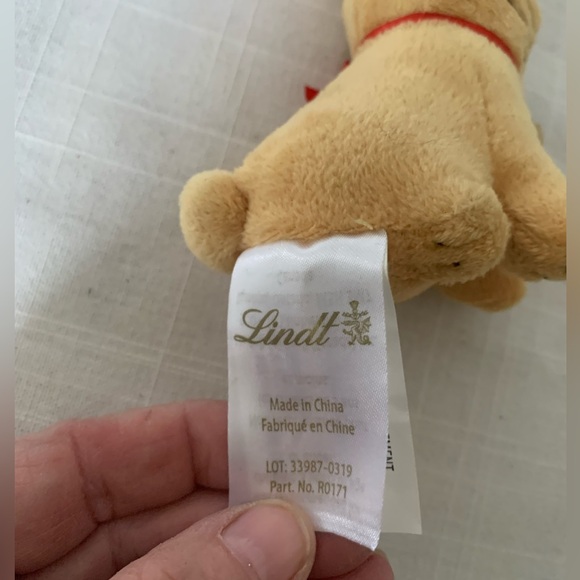 Lindt
Made in China
Fabriqué en Chine
LOT: 33987-0319
Part. No. R0171